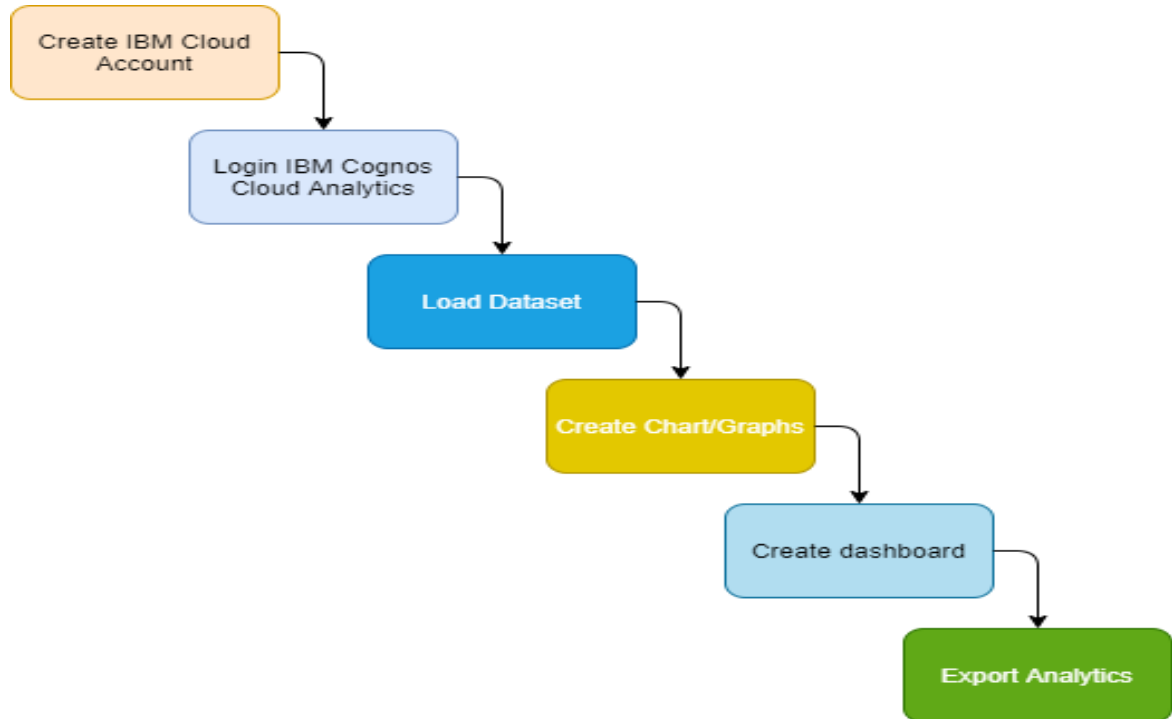 Create IBM Cloud
Account
Login IBM Cognos
Cloud Analytics
Load Dataset
Create Chart/Graphs
Create dashboard
Export Analytics